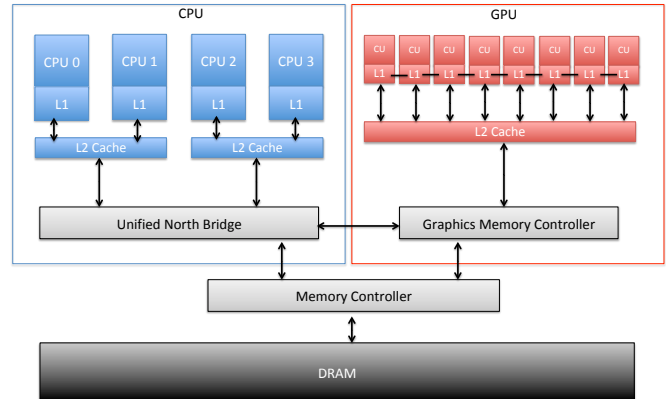 CPU
GPU
CPU 0
CPU 1
CPU 2
CPU 3
CU
CU
CU
CU
CU
CU
CU
CU
L1
L1
L1
L1
L1
L1
L1
L1
L1
L1
L1
L1
L2 Cache
L2 Cache
L2 Cache
Unified North Bridge
Graphics Memory Controller
Memory Controller
DRAM